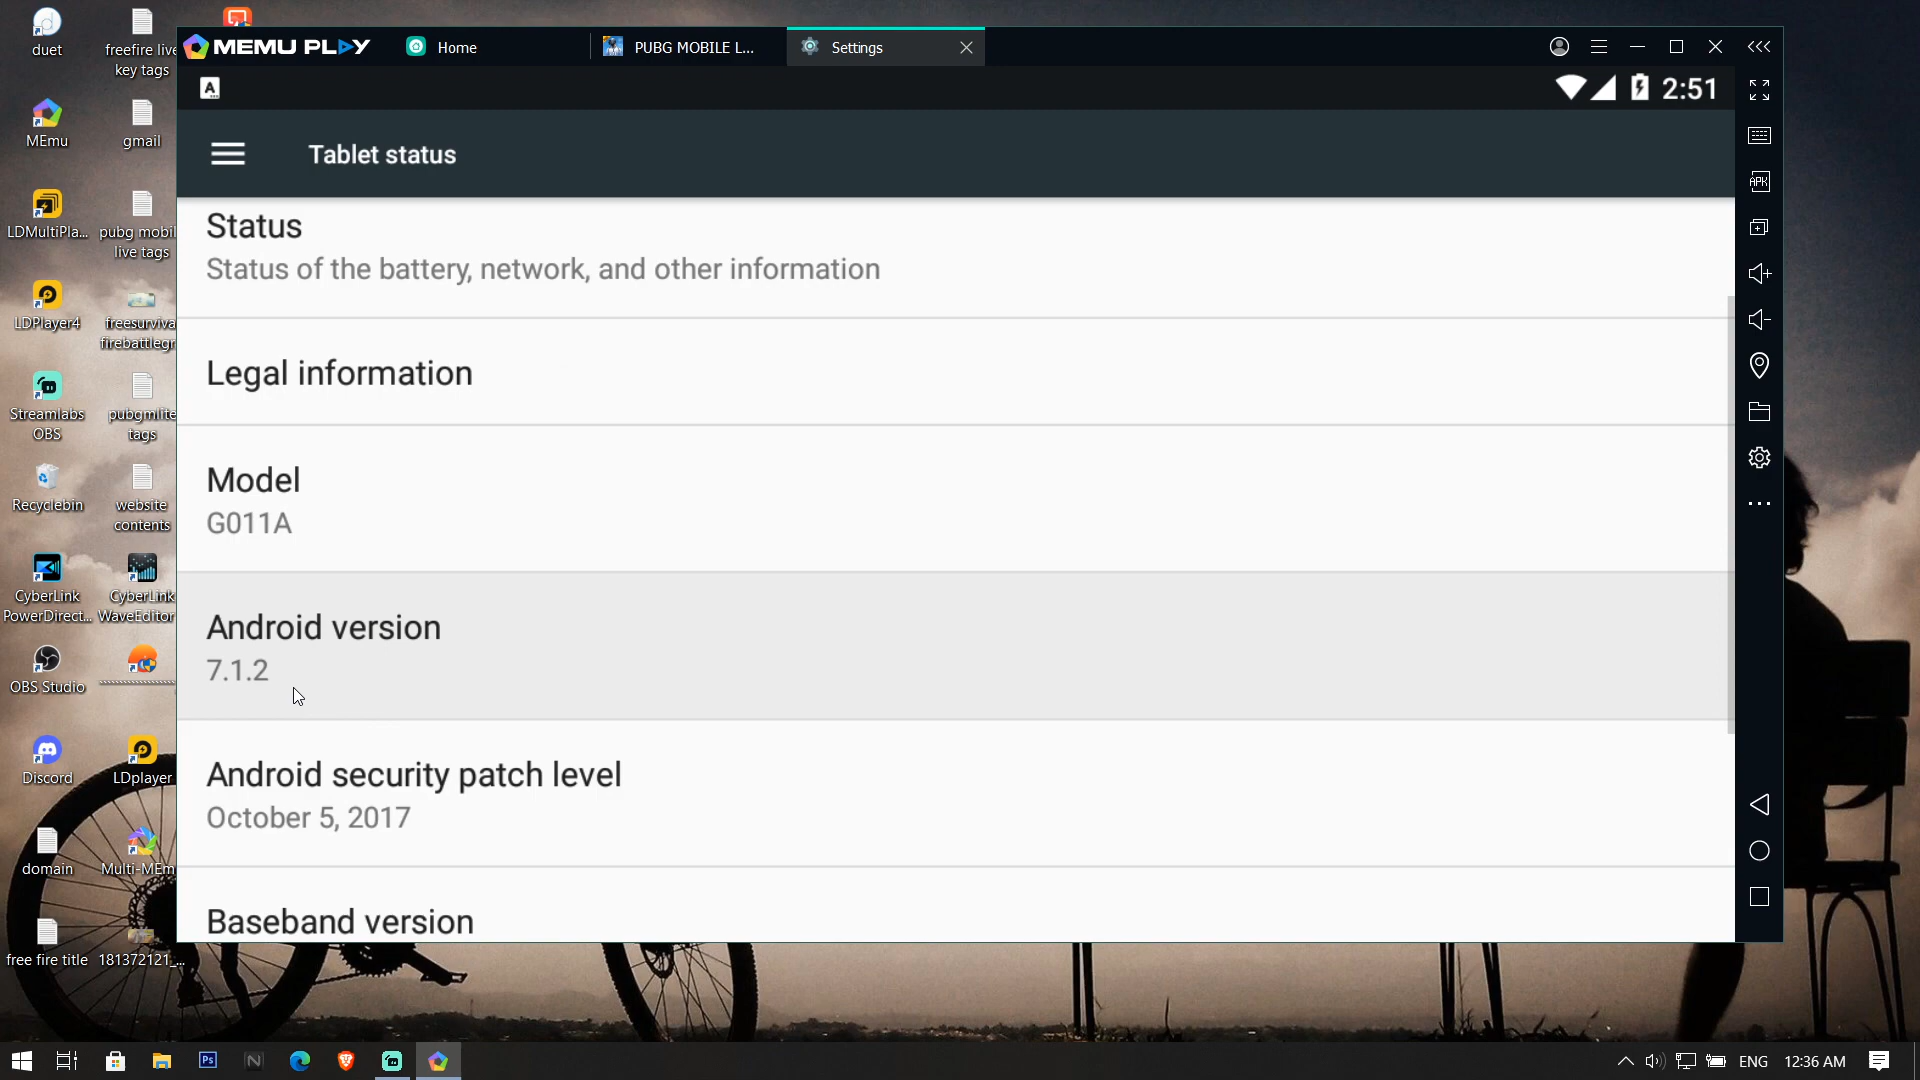 duet
freefire live
key tags
MEmu
gmail
LDMultiPla...
pubg mobil
live tags
LDPlayer4
freesurviva
firebattlegr
Streamlabs
OBS
pubgmlite
tags
Recyclebin
website
contents
CyberLink
PowerDirect...
CyberLink
WaveEditor
OBS Studio
Discord
LDplayer
domain
Multi-MEm
free fire title
181372121_...
MEMU PLAY
Home
PUBG MOBILE L...
Settings
A
2:51
Tablet status
Status
Status of the battery, network, and other information
Legal information
Model
G011A
Android version
7.1.2
Android security patch level
October 5, 2017
Baseband version
APK
Ps
N
ENG
12:36 AM